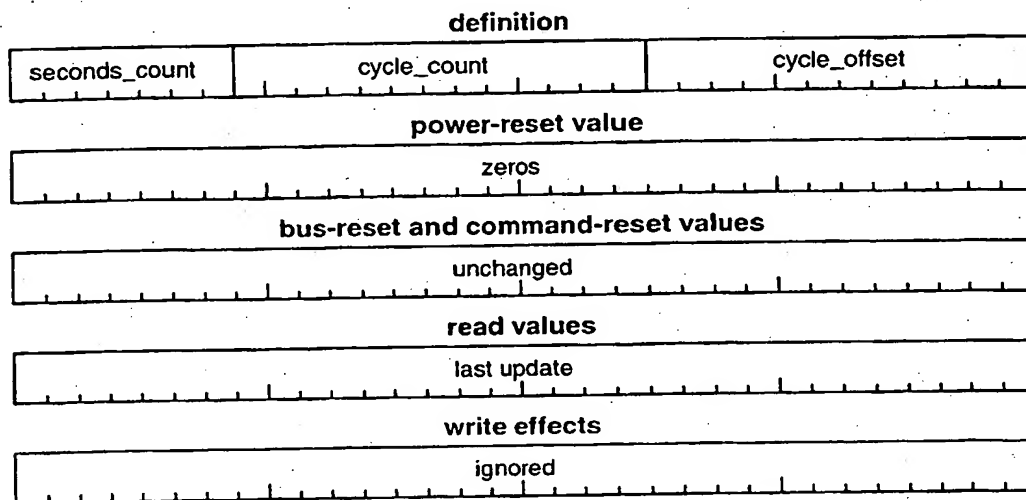 definition
seconds_count cycle_count cycle_offset
power-reset value
zeros
bus-reset and command-reset values
unchanged
read values
last update
write effects
ignored